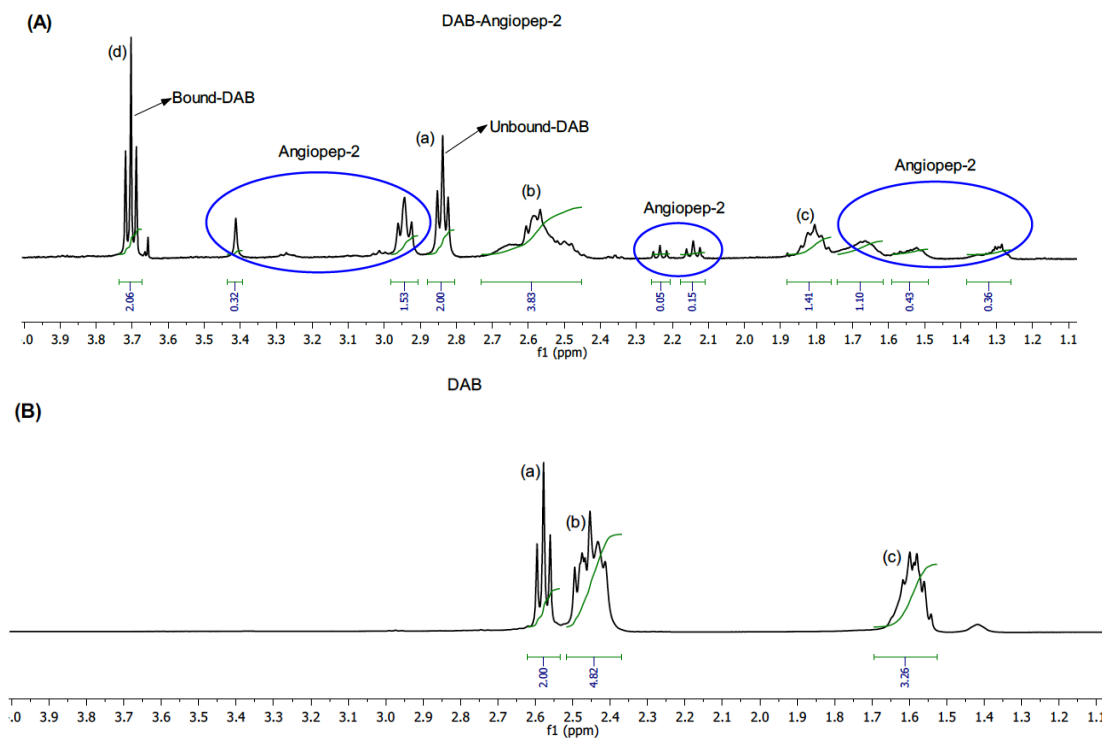 (A)
DAB-Angiopep-2
(d)
Bound-DAB
(a)
Unbound-DAB
Angiopep-2
(b)
Angiopep-2
(c)
Angiopep-2
2.06
0.32
1.53
2.00
3.83
0.05
0.15
1.41
1.10
0.43
0.36
.0 3.9 3.8 3.7 3.6 3.5 3.4 3.3 3.2 3.1 3.0 2.9 2.8 2.7 2.6 2.5 2.4 2.3 2.2 2.1 2.0 1.9 1.8 1.7 1.6 1.5 1.4 1.3 1.2 1.1
f1 (ppm)
DAB
(B)
(a)
(b)
(c)
2.00
4.82
3.26
.0 3.9 3.8 3.7 3.6 3.5 3.4 3.3 3.2 3.1 3.0 2.9 2.8 2.7 2.6 2.5 2.4 2.3 2.2 2.1 2.0 1.9 1.8 1.7 1.6 1.5 1.4 1.3 1.2 1.1
f1 (ppm)